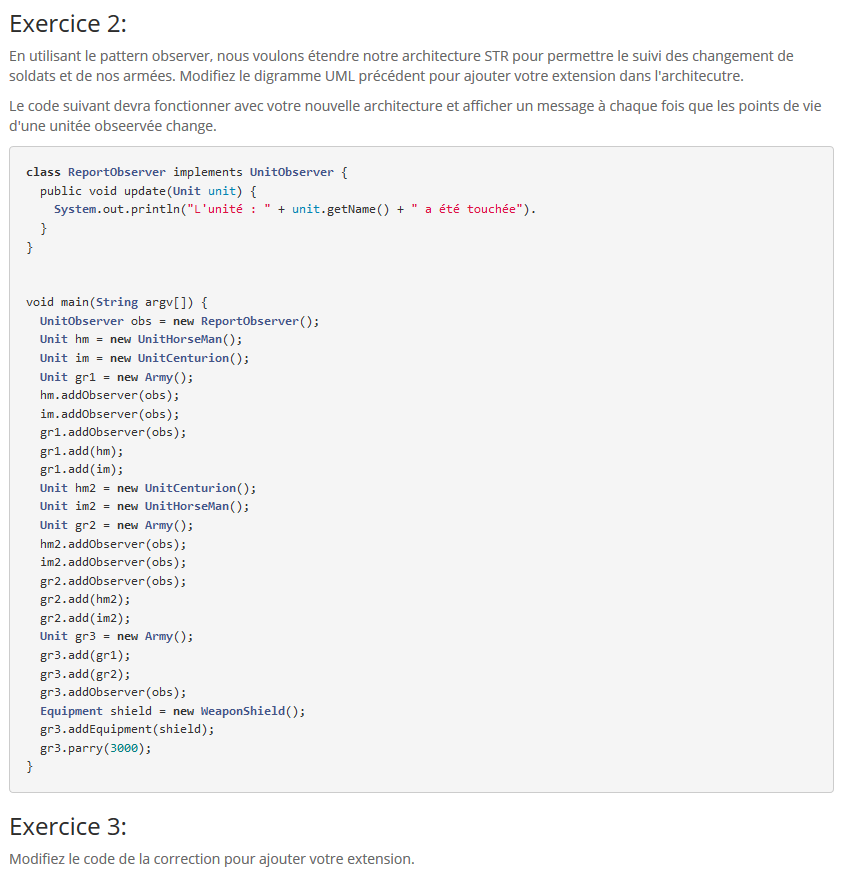 Exercice 2:
En utilisant le pattern observer, nous voulons étendre notre architecture STR pour permettre le suivi des changement de
soldats et de nos armées. Modifiez le digramme UML précédent pour ajouter votre extension dans l'architecutre.
Le code suivant devra fonctionner avec votre nouvelle architecture et afficher un message à chaque fois que les points de vie
d'une unitée obseervée change.
class ReportObserver implements UnitObserver {
  public void update(Unit unit) {
    System.out.println("L'unité : " + unit.getName() + " a été touchée").
  }
}
void main(String argv[]) {
  UnitObserver obs = new ReportObserver();
  Unit hm = new UnitHorseMan();
  Unit im = new UnitCenturion();
  Unit gr1 = new Army();
  hm.addObserver(obs);
  im.addObserver(obs);
  gr1.addObserver(obs);
  gr1.add(hm);
  gr1.add(im);
  Unit hm2 = new UnitCenturion();
  Unit im2 = new UnitHorseMan();
  Unit gr2 = new Army();
  hm2.addObserver(obs);
  im2.addObserver(obs);
  gr2.addObserver(obs);
  gr2.add(hm2);
  gr2.add(im2);
  Unit gr3 = new Army();
  gr3.add(gr1);
  gr3.add(gr2);
  gr3.addObserver(obs);
  Equipment shield = new WeaponShield();
  gr3.addEquipment(shield);
  gr3.parry(3000);
}
Exercice 3:
Modifiez le code de la correction pour ajouter votre extension.